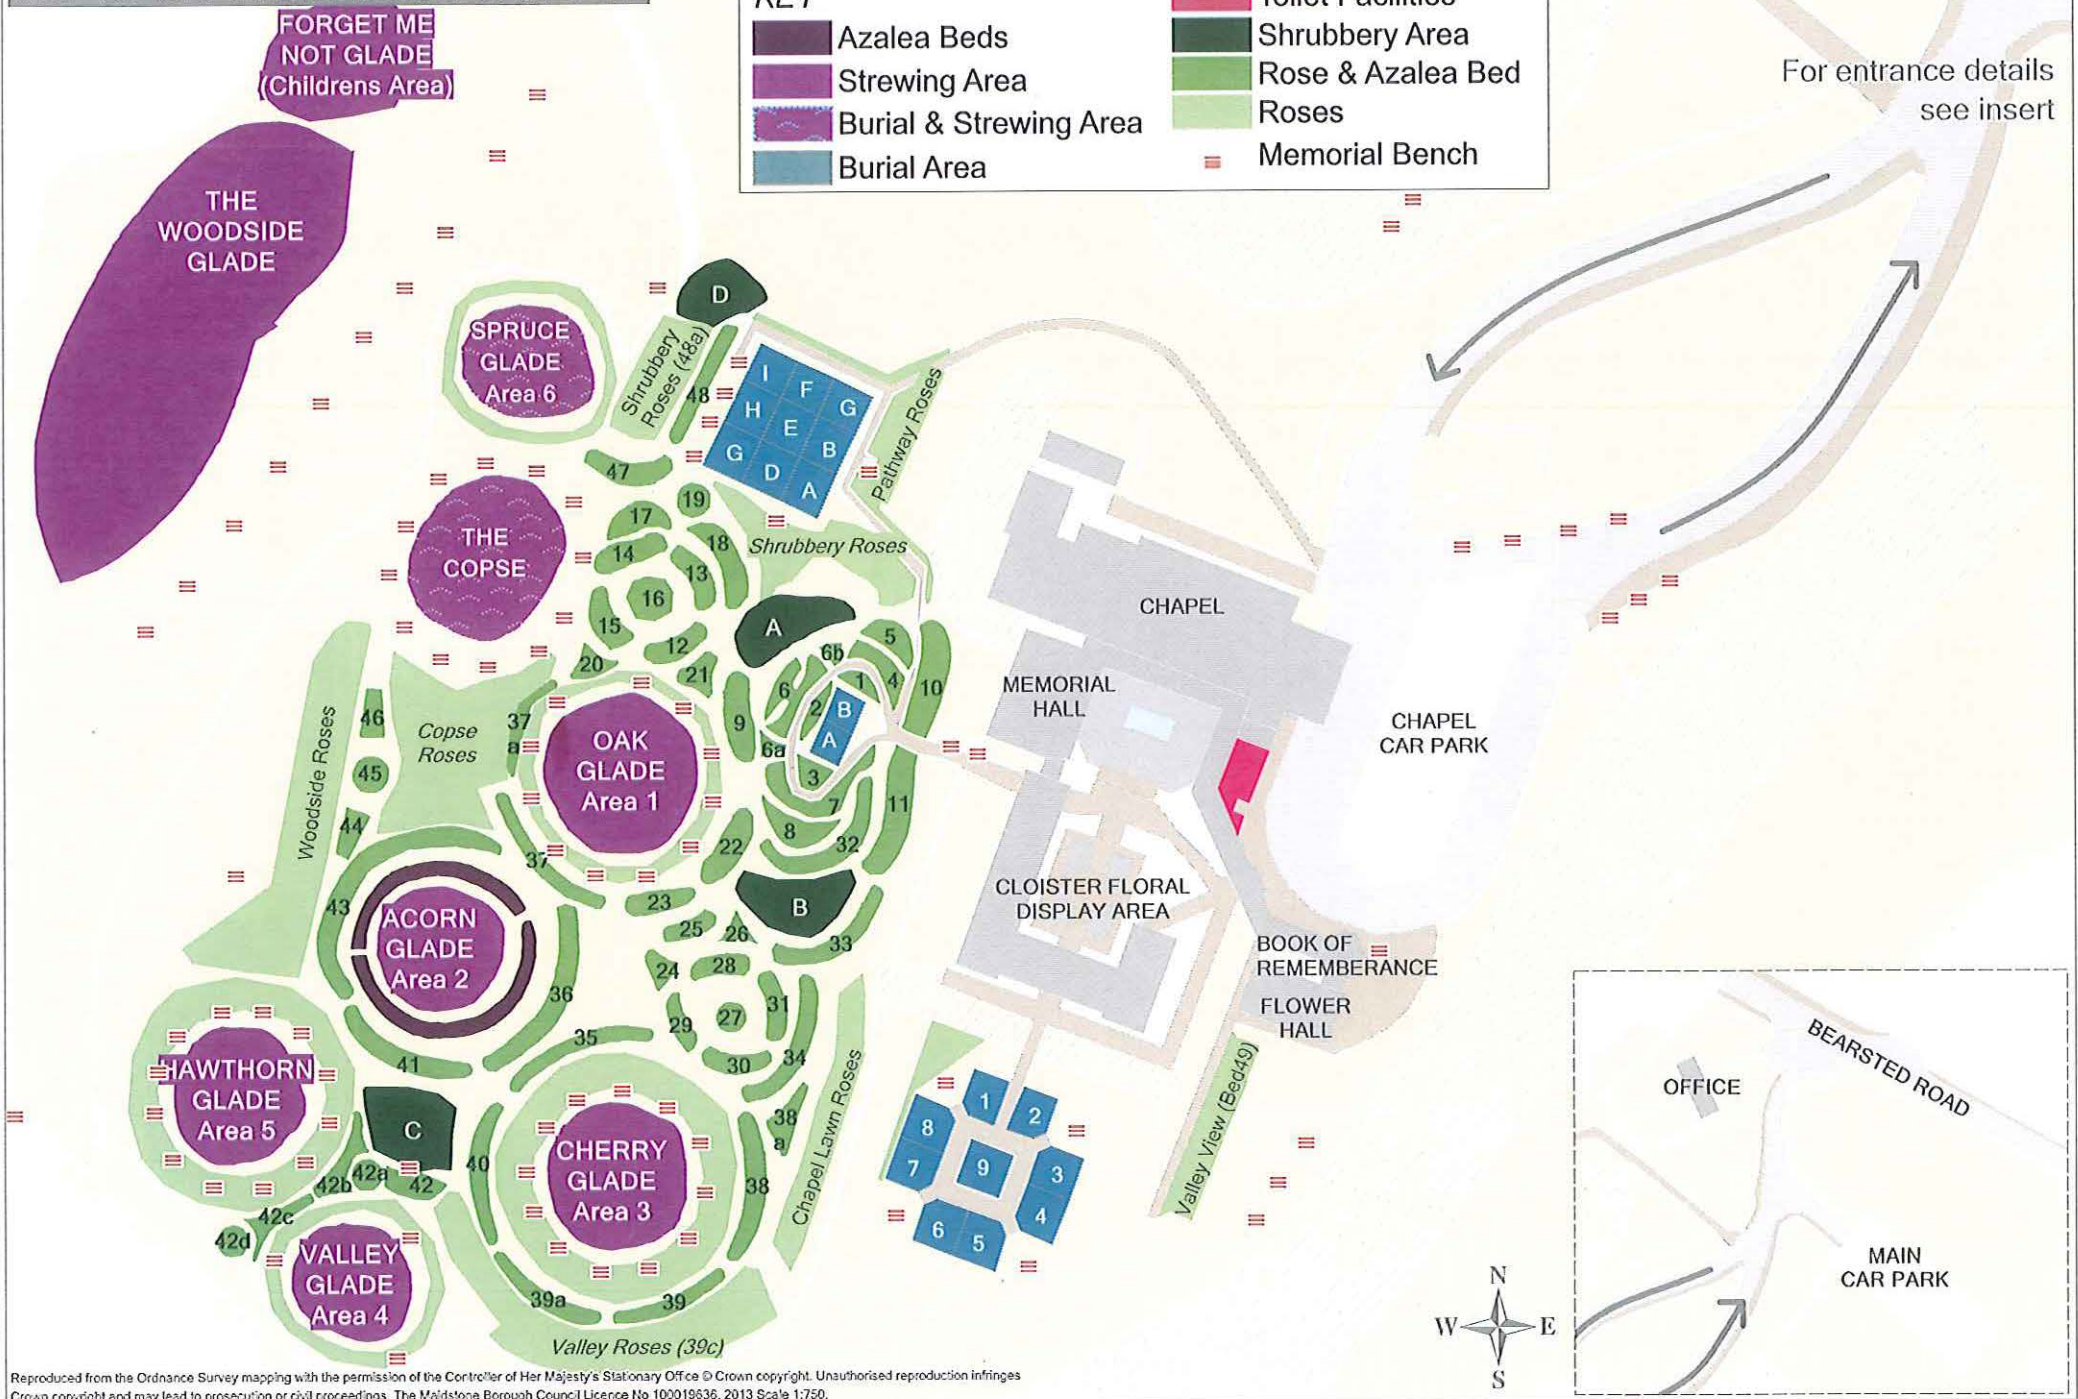 KEY
Azalea Beds
Strewing Area
Burial & Strewing Area
Burial Area
Toilet Facilities
Shrubbery Area
Rose & Azalea Bed
Roses
Memorial Bench
For entrance details
see insert
FORGET ME
NOT GLADE
(Childrens Area)
THE
WOODSIDE
GLADE
D
SPRUCE
GLADE
Area 6
Shrubbery
Roses (48a)
48
I
F
G
H
E
B
G
D
A
Pathway Roses
47
19
17
18
14
13
16
15
12
20
21
Shrubbery Roses
THE
COPSE
A
5
6b
6
1
4
10
2
B
A
9
6a
3
7
11
8
32
22
CHAPEL
MEMORIAL
HALL
CHAPEL
CAR PARK
Woodside Roses
46
Copse
Roses
37
a
45
44
OAK
GLADE
Area 1
37
43
ACORN
GLADE
Area 2
23
25
26
B
33
24
28
31
29
27
30
34
36
35
41
CLOISTER FLORAL
DISPLAY AREA
BOOK OF
REMEMBERANCE
FLOWER
HALL
HAWTHORN
GLADE
Area 5
C
42a
42b
42
42c
42d
40
CHERRY
GLADE
Area 3
38
a
38
Chapel Lawn Roses
1
2
8
3
7
9
4
6
5
Valley View (Bed49)
VALLEY
GLADE
Area 4
39a
39
Valley Roses (39c)
N
W
E
S
OFFICE
BEARSTED ROAD
MAIN
CAR PARK
Reproduced from the Ordnance Survey mapping with the permission of the Controller of Her Majesty's Stationary Office © Crown copyright. Unauthorised reproduction infringes
Crown copyright and may lead to prosecution or civil proceedings. The Maidstone Borough Council Licence No 100019636, 2013 Scale 1:750.